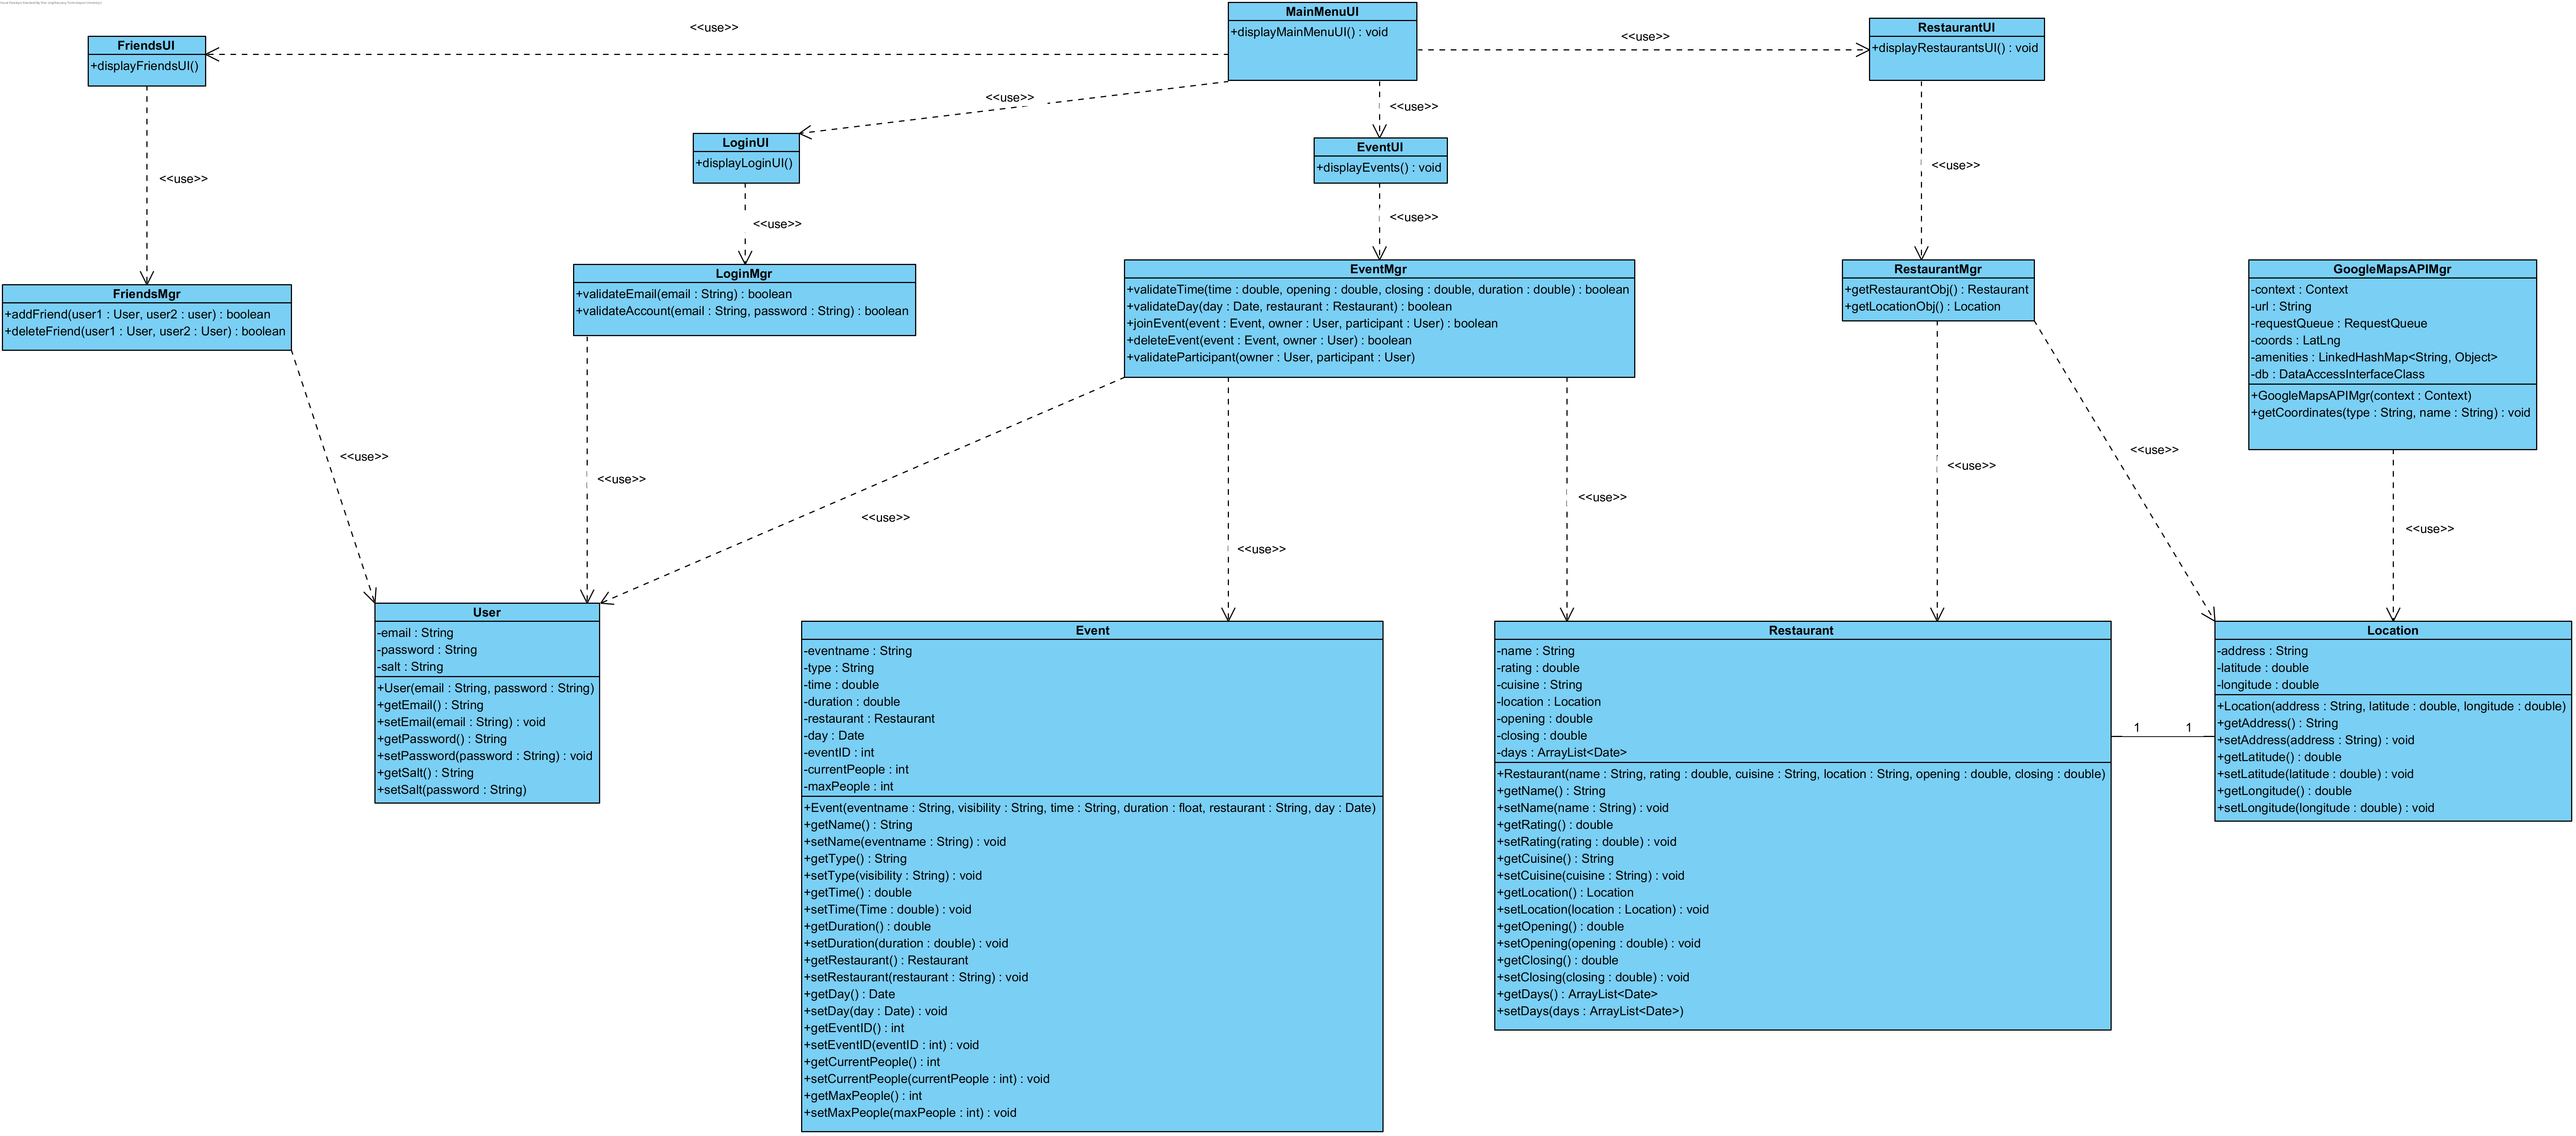 MainMenuUI
+displayMainMenuUI() : void
RestaurantUI
+displayRestaurantsUI() : void
FriendsUI
+displayFriendsUI()
<<use>>
<<use>>
<<use>>
<<use>>
LoginUI
+displayLoginUI()
EventUI
+displayEvents() : void
<<use>>
<<use>>
<<use>>
<<use>>
FriendsMgr
+addFriend(user1 : User, user2 : user) : boolean
+deleteFriend(user1 : User, user2 : User) : boolean
LoginMgr
+validateEmail(email : String) : boolean
+validateAccount(email : String, password : String) : boolean
EventMgr
+validateTime(time : double, opening : double, closing : double, duration : double) : boolean
+validateDay(day : Date, restaurant : Restaurant) : boolean
+joinEvent(event : Event, owner : User, participant : User) : boolean
+deleteEvent(event : Event, owner : User) : boolean
+validateParticipant(owner : User, participant : User)
RestaurantMgr
+getRestaurantObj() : Restaurant
+getLocationObj() : Location
GoogleMapsAPIMgr
-context : Context
-url : String
-requestQueue : RequestQueue
-coords : LatLng
-amenities : LinkedHashMap<String, Object>
-db : DataAccessInterfaceClass
+GoogleMapsAPIMgr(context : Context)
+getCoordinates(type : String, name : String) : void
<<use>>
<<use>>
<<use>>
<<use>>
<<use>>
<<use>>
<<use>>
<<use>>
User
-email : String
-password : String
-salt : String
+User(email : String, password : String)
+getEmail() : String
+setEmail(email : String) : void
+getPassword() : String
+setPassword(password : String) : void
+getSalt() : String
+setSalt(password : String)
Event
-eventname : String
-type : String
-time : double
-duration : double
-restaurant : Restaurant
-day : Date
-eventID : int
-currentPeople : int
-maxPeople : int
+Event(eventname : String, visibility : String, time : String, duration : float, restaurant : String, day : Date)
+getName() : String
+setName(eventname : String) : void
+getType() : String
+setType(visibility : String) : void
+getTime() : double
+setTime(Time : double) : void
+getDuration() : double
+setDuration(duration : double) : void
+getRestaurant() : Restaurant
+setRestaurant(restaurant : String) : void
+getDay() : Date
+setDay(day : Date) : void
+getEventID() : int
+setEventID(eventID : int) : void
+getCurrentPeople() : int
+setCurrentPeople(currentPeople : int) : void
+getMaxPeople() : int
+setMaxPeople(maxPeople : int) : void
Restaurant
-name : String
-rating : double
-cuisine : String
-location : Location
-opening : double
-closing : double
-days : ArrayList<Date>
+Restaurant(name : String, rating : double, cuisine : String, location : String, opening : double, closing : double)
+getName() : String
+setName(name : String) : void
+getRating() : double
+setRating(rating : double) : void
+getCuisine() : String
+setCuisine(cuisine : String) : void
+getLocation() : Location
+setLocation(location : Location) : void
+getOpening() : double
+setOpening(opening : double) : void
+getClosing() : double
+setClosing(closing : double) : void
+getDays() : ArrayList<Date>
+setDays(days : ArrayList<Date>)
1 1
Location
-address : String
-latitude : double
-longitude : double
+Location(address : String, latitude : double, longitude : double)
+getAddress() : String
+setAddress(address : String) : void
+getLatitude() : double
+setLatitude(latitude : double) : void
+getLongitude() : double
+setLongitude(longitude : double) : void